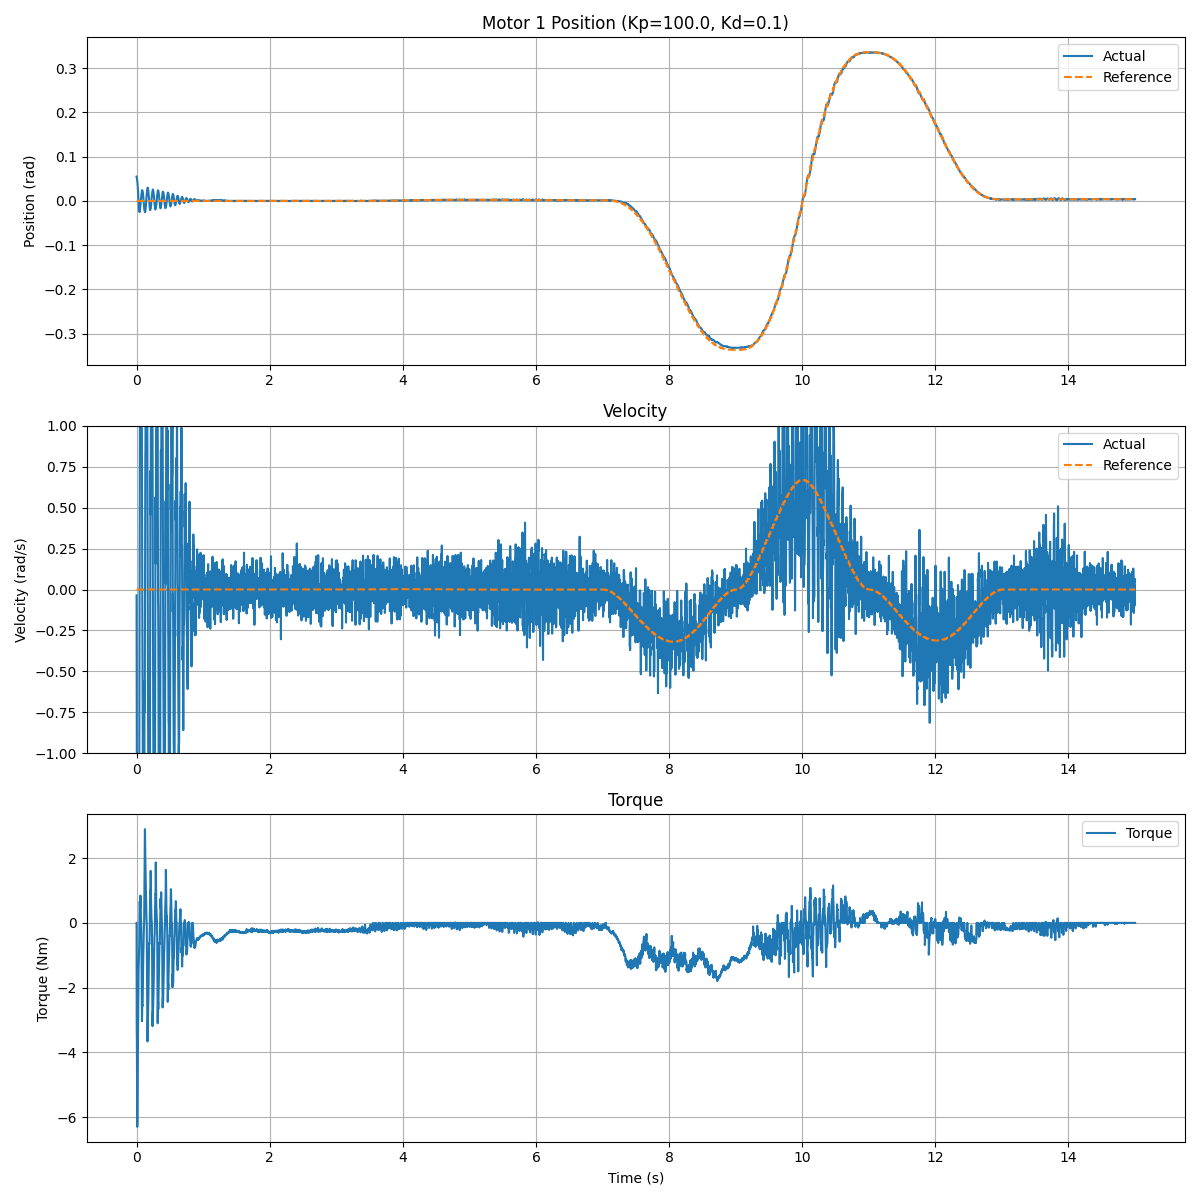 Motor 1 Position (Kp=100.0, Kd=0.1)
Position (rad)
0.3
0.2
0.1
0.0
−0.1
−0.2
−0.3
Actual
Reference
0 2 4 6 8 10 12 14
Velocity
Velocity (rad/s)
1.00
0.75
0.50
0.25
0.00
−0.25
−0.50
−0.75
−1.00
Actual
Reference
0 2 4 6 8 10 12 14
Torque
Torque (Nm)
2
0
−2
−4
−6
Torque
0 2 4 6 8 10 12 14
Time (s)